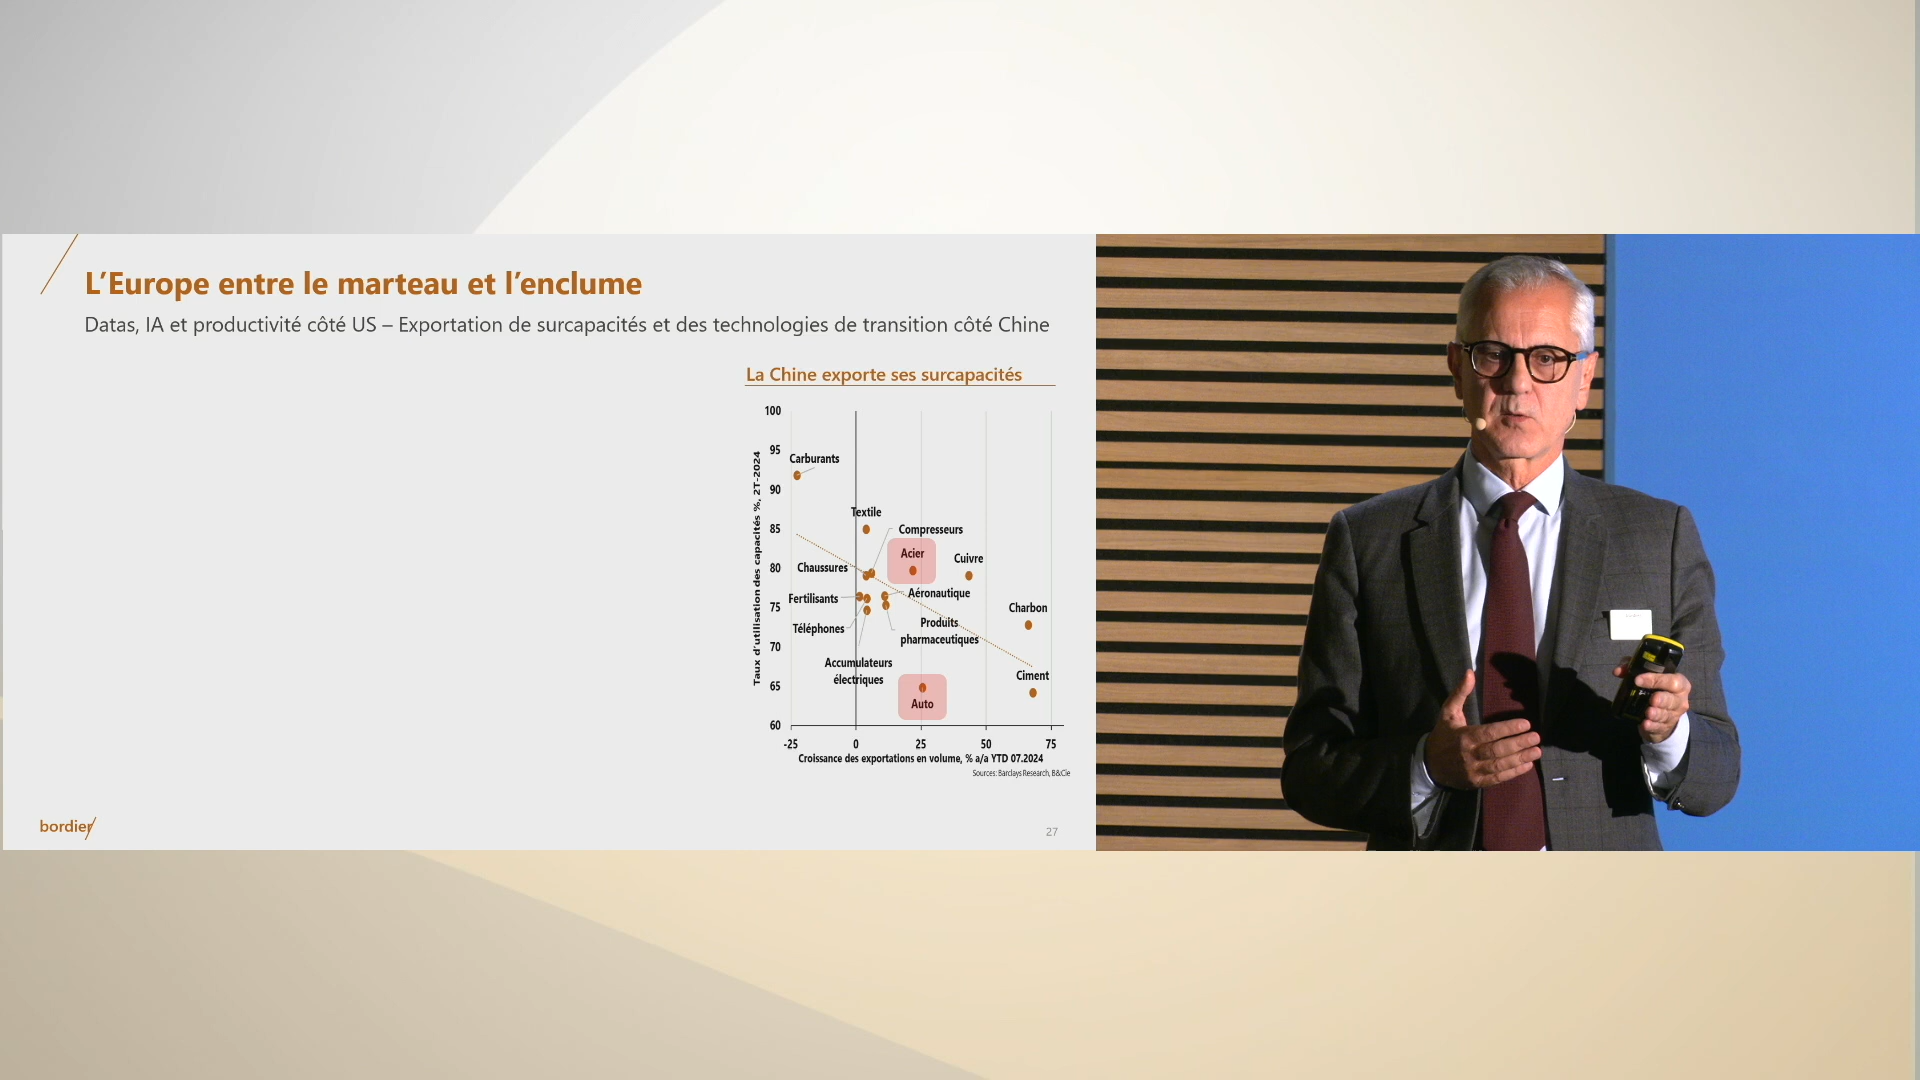 L’Europe entre le marteau et l’enclume
Datas, IA et productivité côté US – Exportation de surcapacités et des technologies de transition côté Chine
La Chine exporte ses surcapacités
Taux d'utilisation des capacités %, 2T-2024
100
95
90
85
80
75
70
65
60
Carburants
Textile
Compresseurs
Acier
Cuivre
Chaussures
Fertilisants
Aéronautique
Charbon
Téléphones
Produits
pharmaceutiques
Accumulateurs
électriques
Ciment
Auto
-25
0
25
50
75
Croissance des exportations en volume, % a/a YTD 07.2024
Sources: Barclays Research, B&Cie
bordier
27